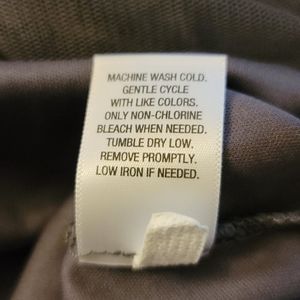 MACHINE WASH COLD.
GENTLE CYCLE
WITH LIKE COLORS.
ONLY NON-CHLORINE
BLEACH WHEN NEEDED.
TUMBLE DRY LOW.
REMOVE PROMPTLY.
LOW IRON IF NEEDED.